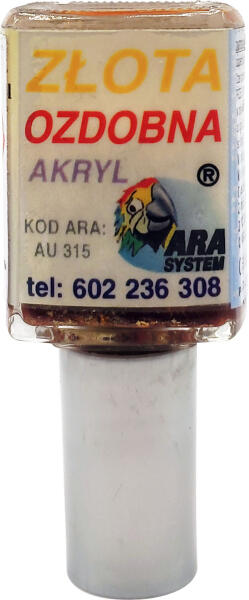 ZŁOTA
OZDOBNA
AKRYL
®
KOD ARA:
AU 315
ARA
SYSTEM
tel: 602 236 308